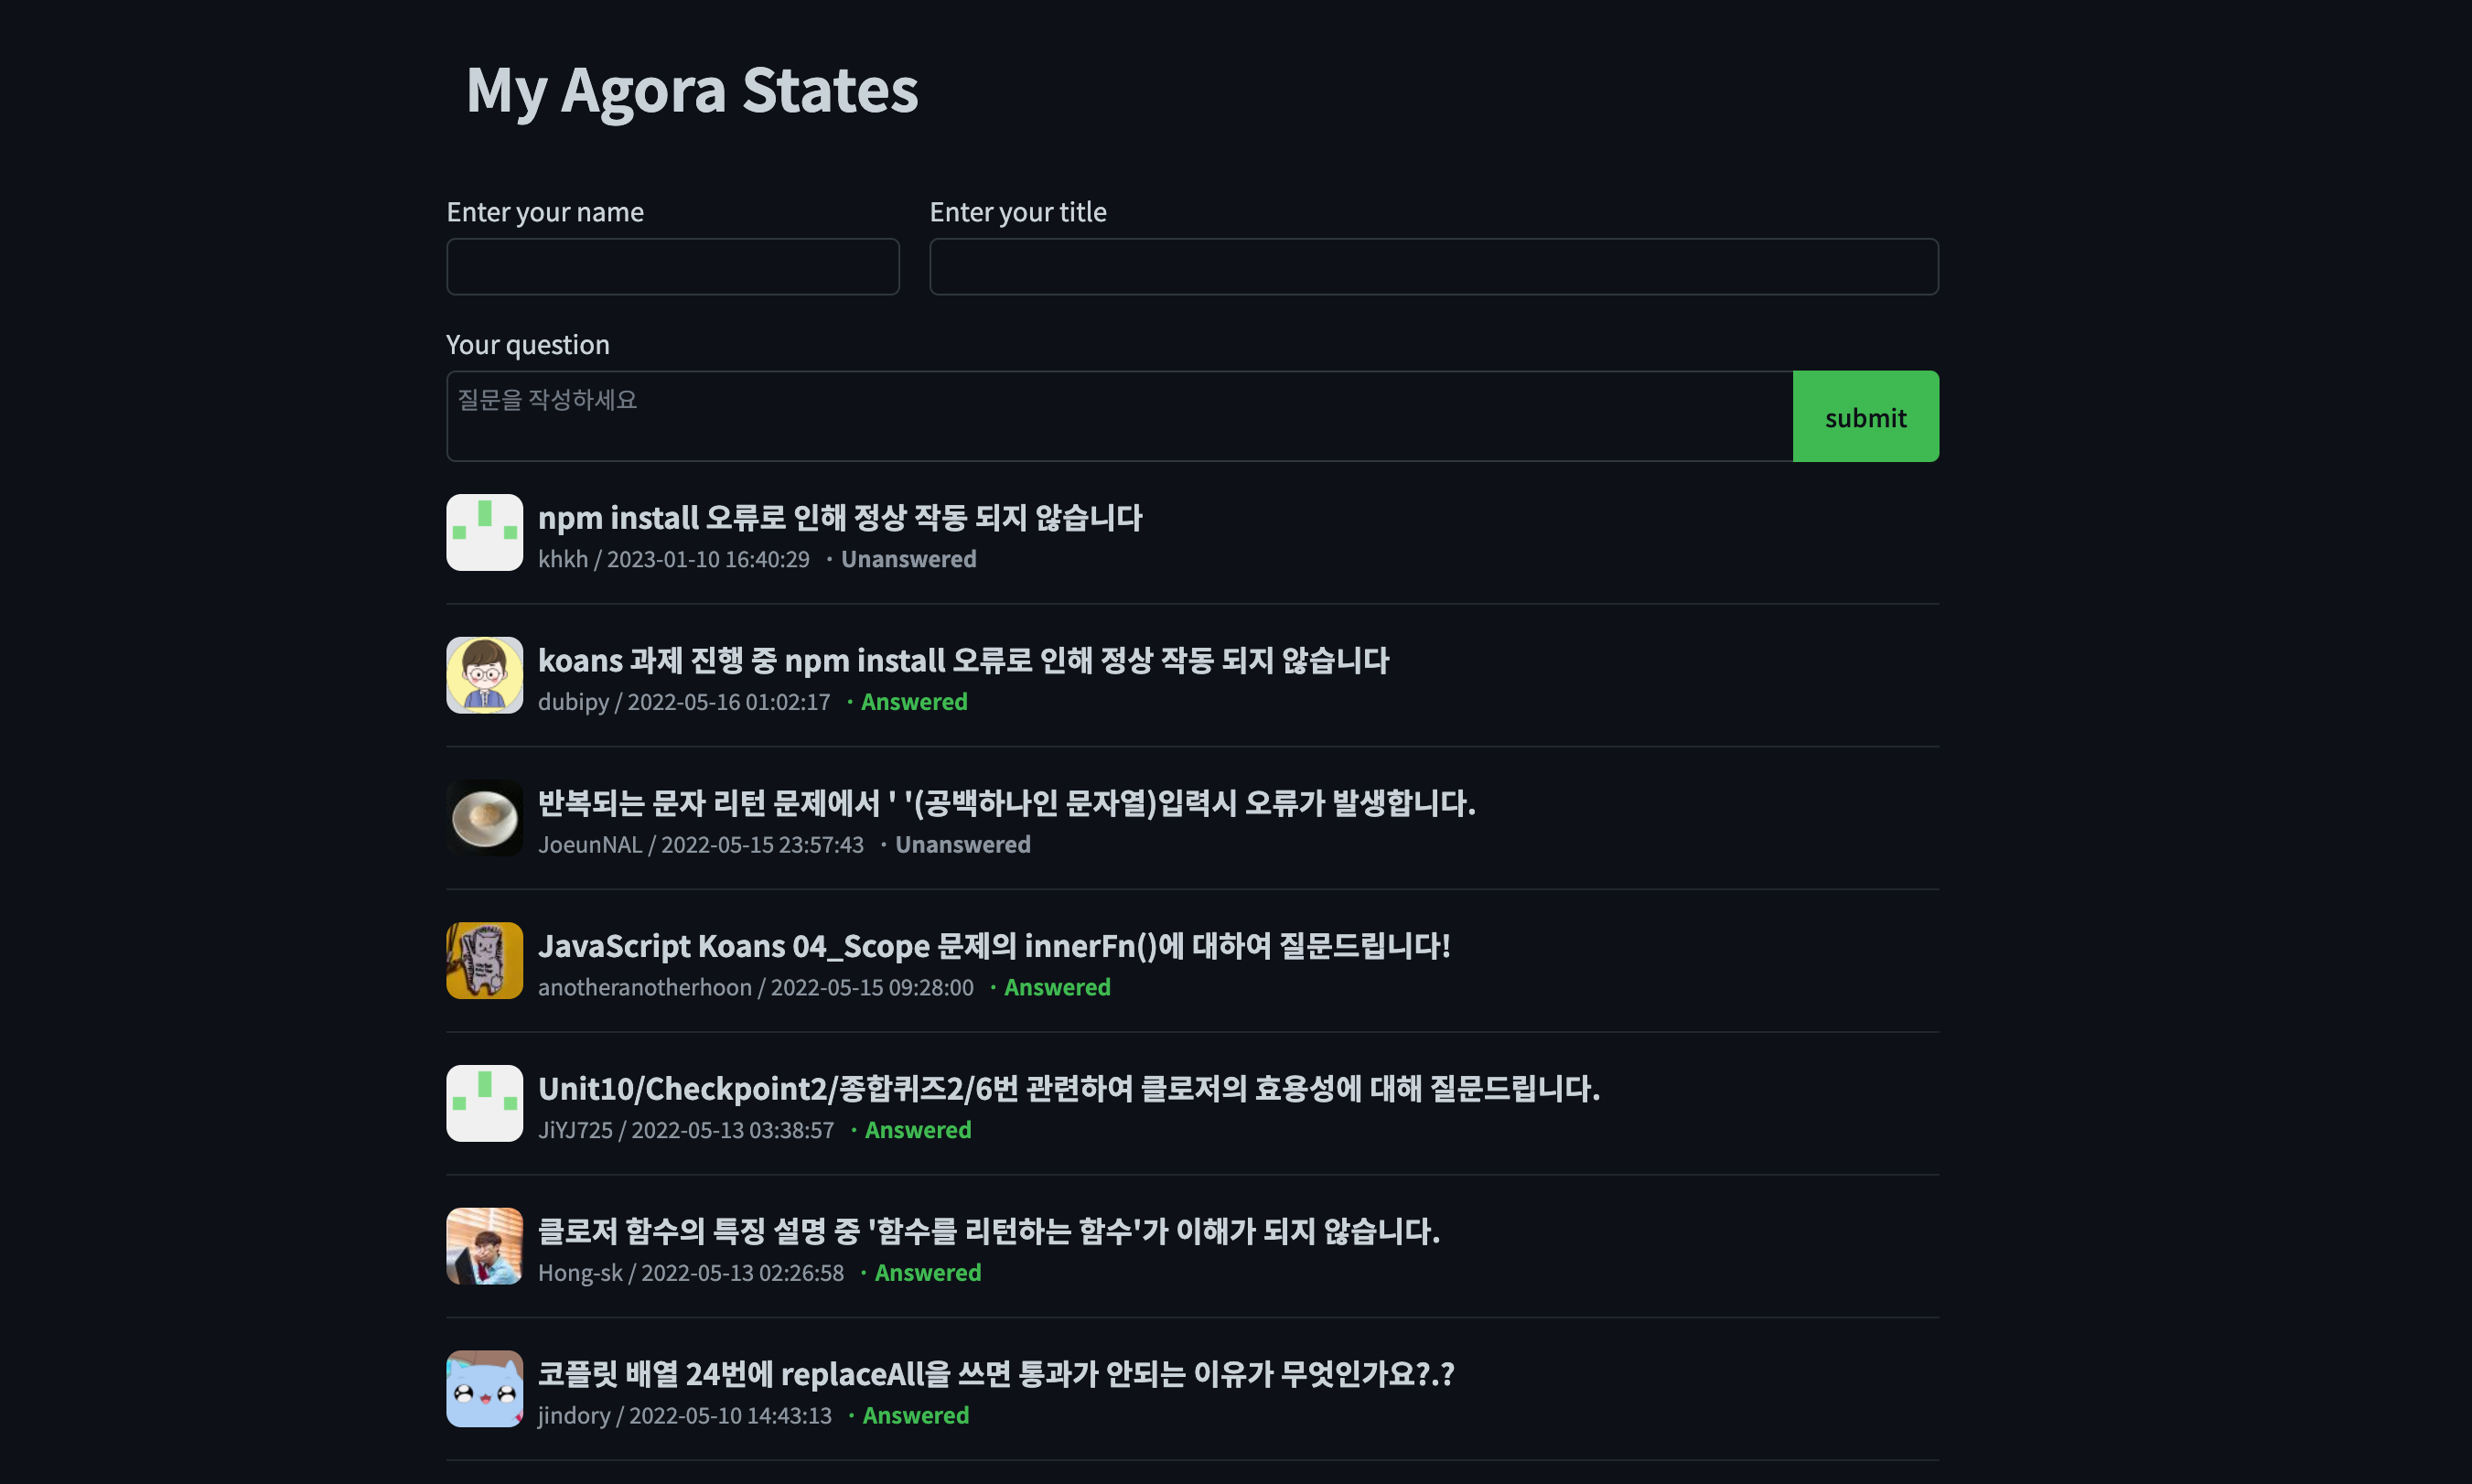 My Agora States
Enter your name
Enter your title
Your question
질문을 작성하세요
submit
npm install 오류로 인해 정상 작동 되지 않습니다
khkh / 2023-01-10 16:40:29 · Unanswered
koans 과제 진행 중 npm install 오류로 인해 정상 작동 되지 않습니다
dubipy / 2022-05-16 01:02:17 · Answered
반복되는 문자 리턴 문제에서 ' '(공백하나인 문자열)입력시 오류가 발생합니다.
JoeunNAL / 2022-05-15 23:57:43 · Unanswered
JavaScript Koans 04_Scope 문제의 innerFn()에 대하여 질문드립니다!
anotheranotherhoon / 2022-05-15 09:28:00 · Answered
Unit10/Checkpoint2/종합퀴즈2/6번 관련하여 클로저의 효용성에 대해 질문드립니다.
JiYJ725 / 2022-05-13 03:38:57 · Answered
클로저 함수의 특징 설명 중 '함수를 리턴하는 함수'가 이해가 되지 않습니다.
Hong-sk / 2022-05-13 02:26:58 · Answered
코플릿 배열 24번에 replaceAll을 쓰면 통과가 안되는 이유가 무엇인가요?.?
jindory / 2022-05-10 14:43:13 · Answered